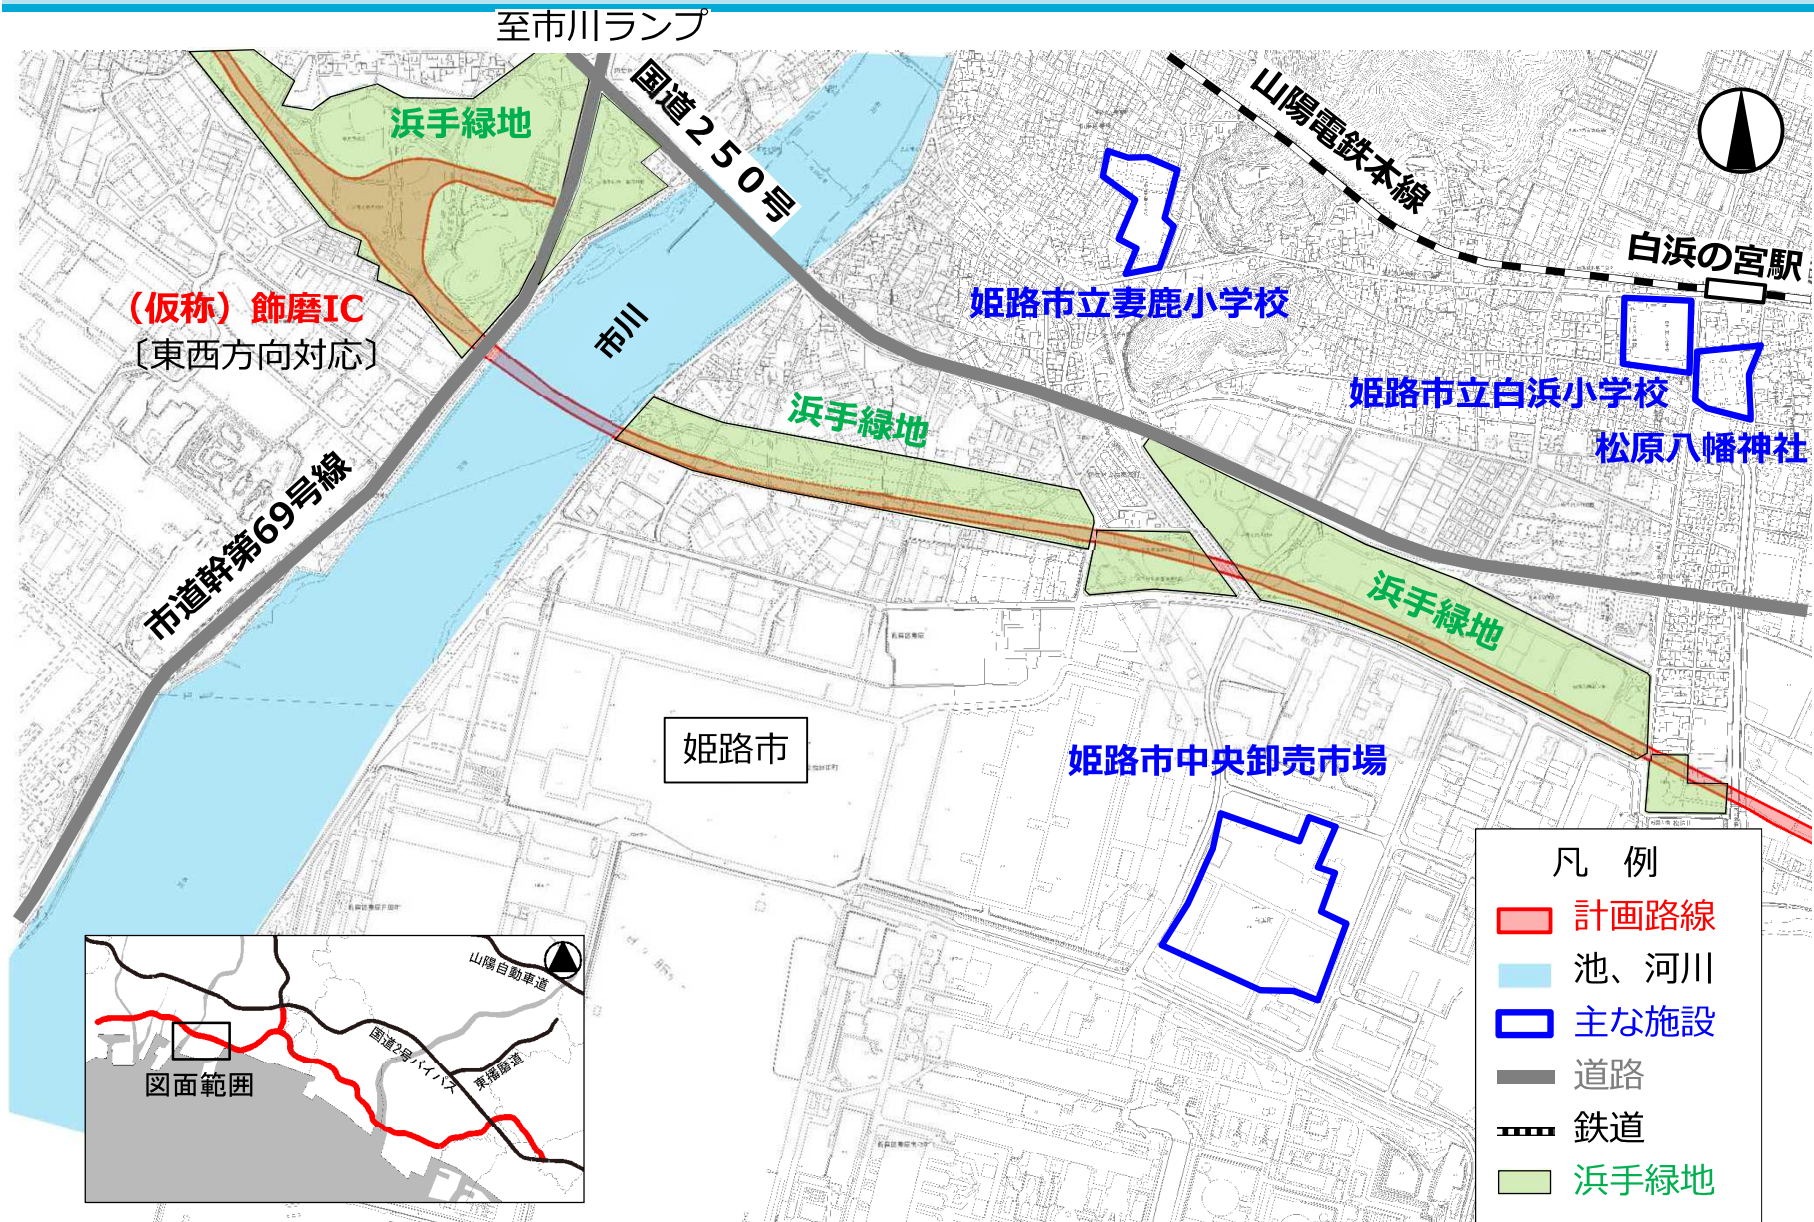 至市川ランプ
国道２５０号
浜手緑地
山陽電鉄本線
白浜の宮駅
姫路市立妻鹿小学校
（仮称）飾磨IC
〔東西方向対応〕
市川
姫路市立白浜小学校
松原八幡神社
浜手緑地
市道幹第69号線
浜手緑地
姫路市
姫路市中央卸売市場
凡　例
計画路線
池、河川
主な施設
道路
鉄道
浜手緑地
山陽自動車道
国道2号バイパス
東播磨道
図面範囲